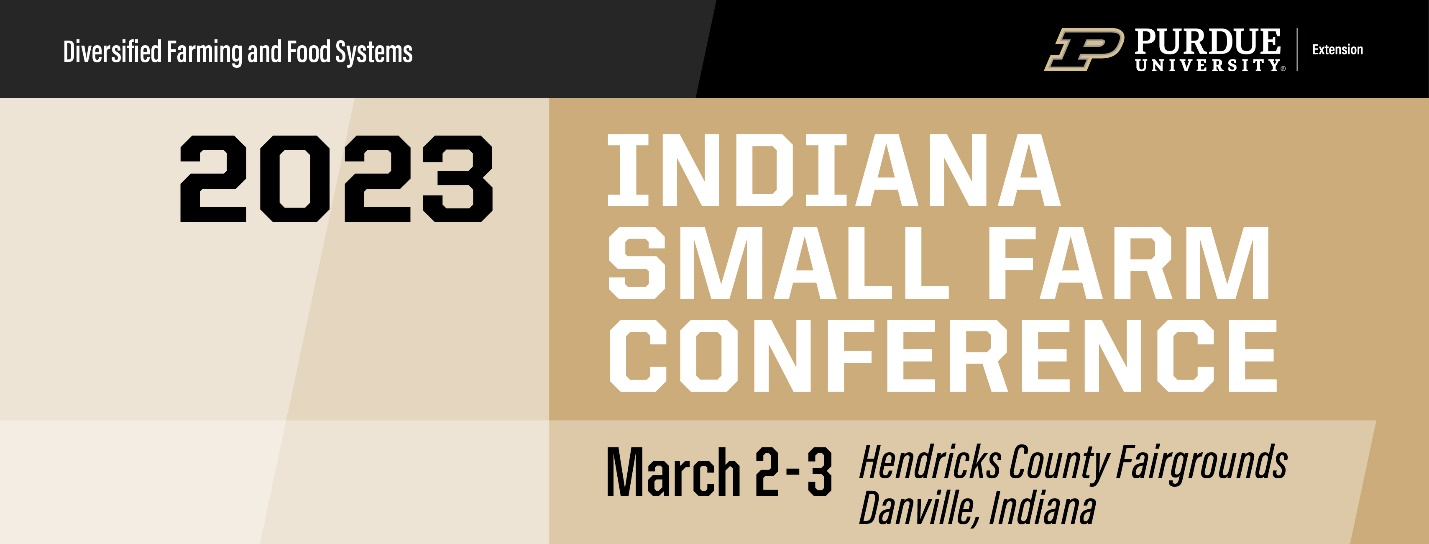 Diversified Farming and Food Systems
PURDUE
UNIVERSITY®
Extension
2023
INDIANA
SMALL FARM
CONFERENCE
March 2-3
Hendricks County Fairgrounds
Danville, Indiana